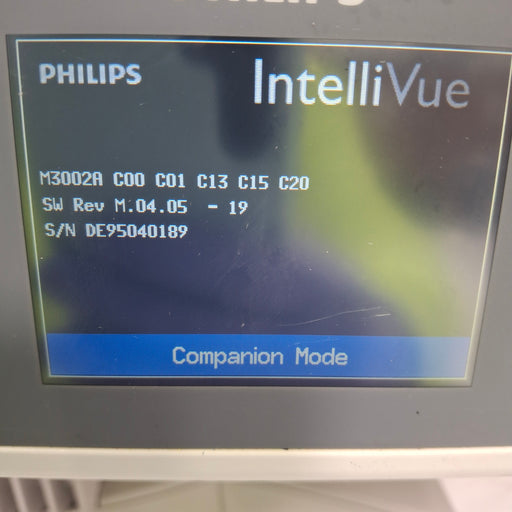 PHILIPS
IntelliVue
M3002A C00 C01 C13 C15 C20
SW Rev M.04.05 - 19
S/N DE95040189
Companion Mode